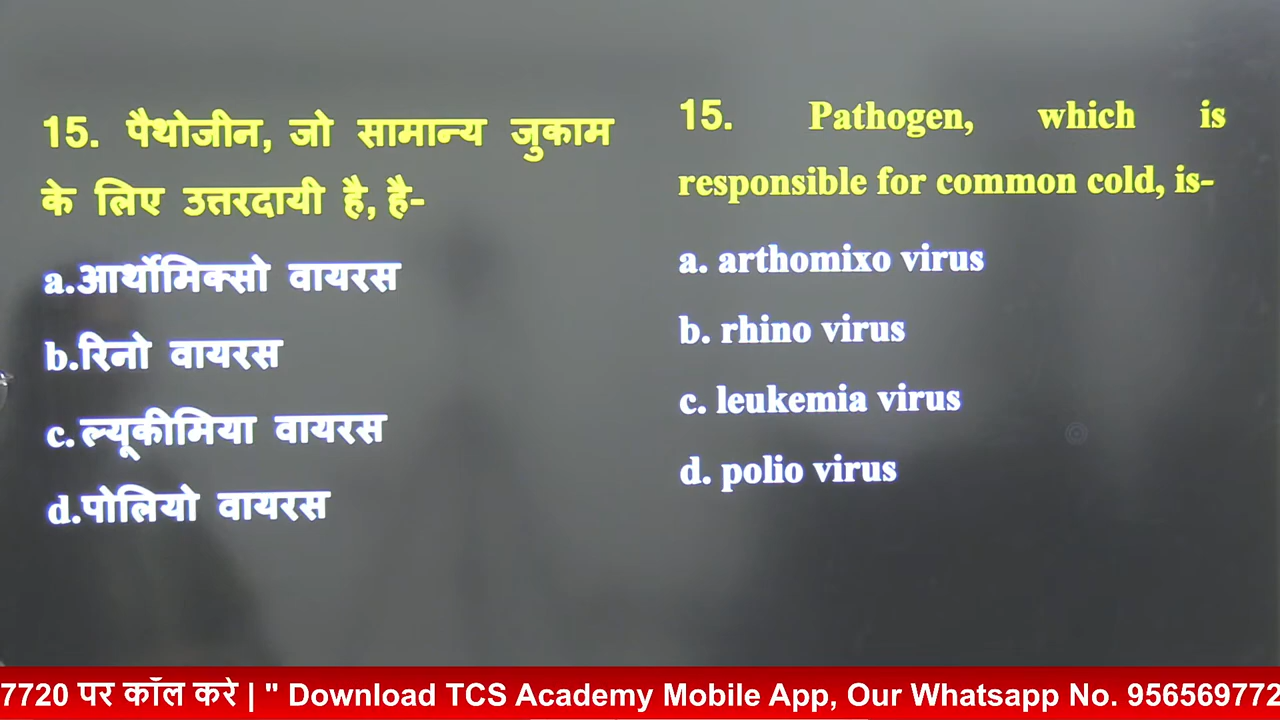 15. पैथोजीन, जो सामान्य जुकाम
के लिए उत्तरदायी है, है-
a.आर्थोमिक्सो वायरस
b.रिनो वायरस
c.ल्यूकीमिया वायरस
d.पोलियो वायरस
15. Pathogen, which is
responsible for common cold, is-
a. arthomixo virus
b. rhino virus
c. leukemia virus
d. polio virus
7720 पर कॉल करे | " Download TCS Academy Mobile App, Our Whatsapp No. 956569772